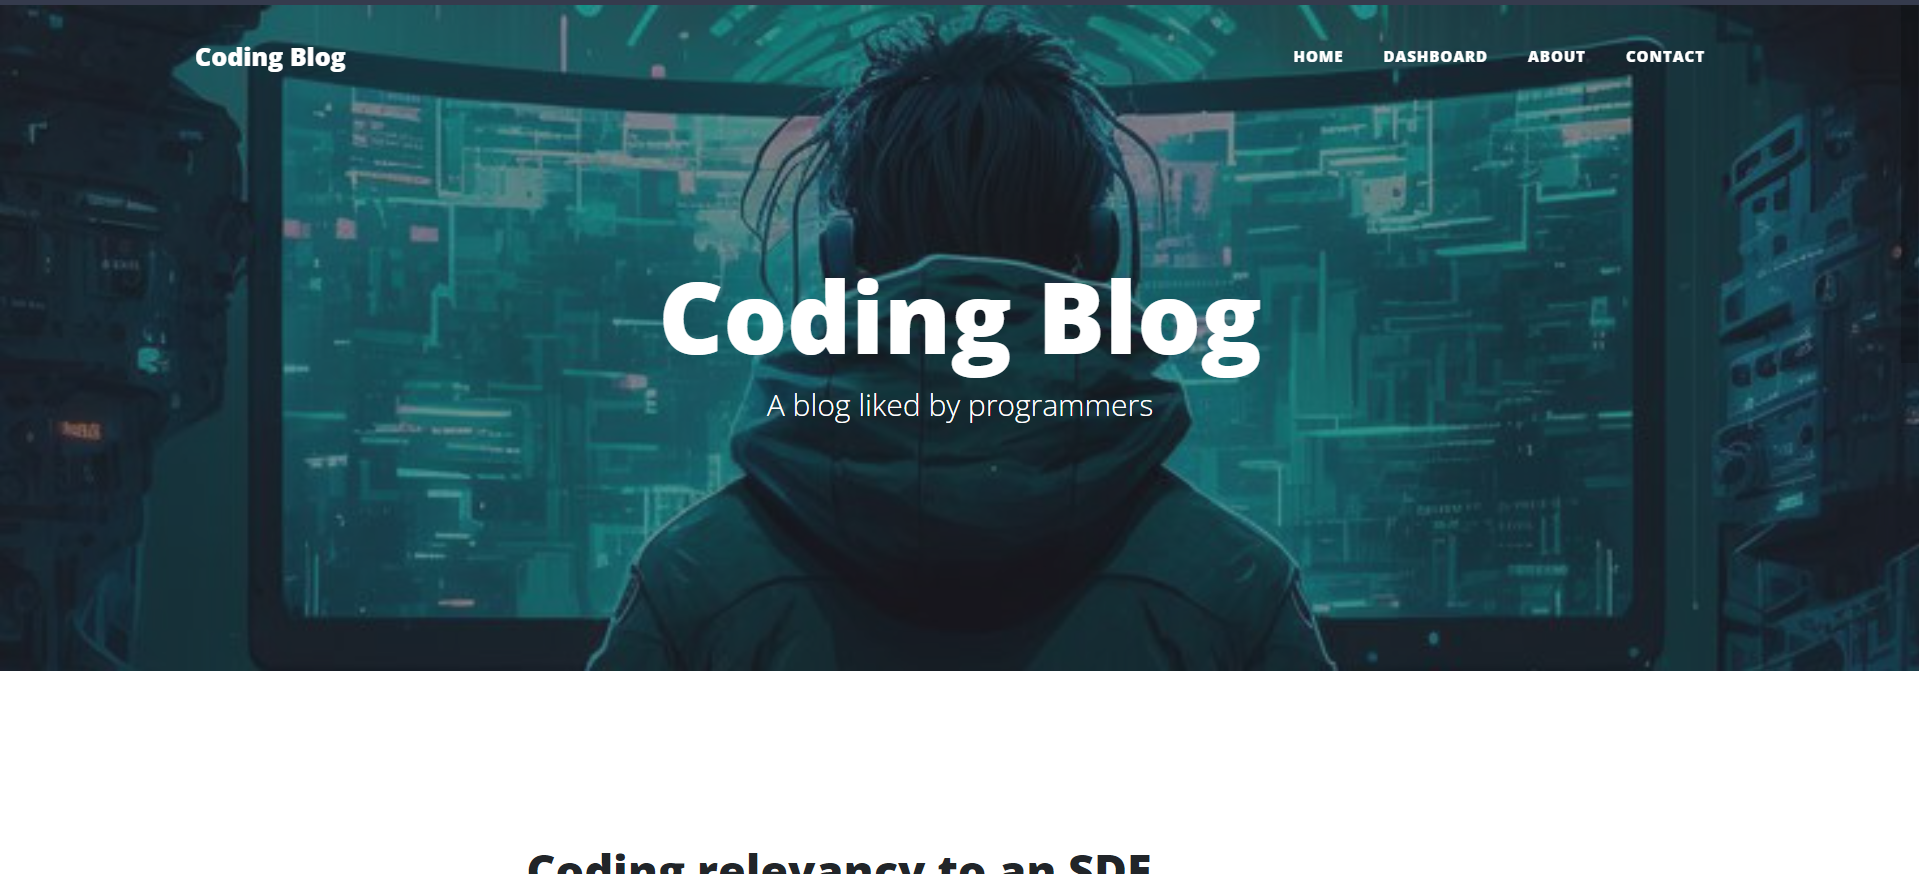 Coding Blog
HOME DASHBOARD ABOUT CONTACT
Coding Blog
A blog liked by programmers
Coding relevancy to an SDE